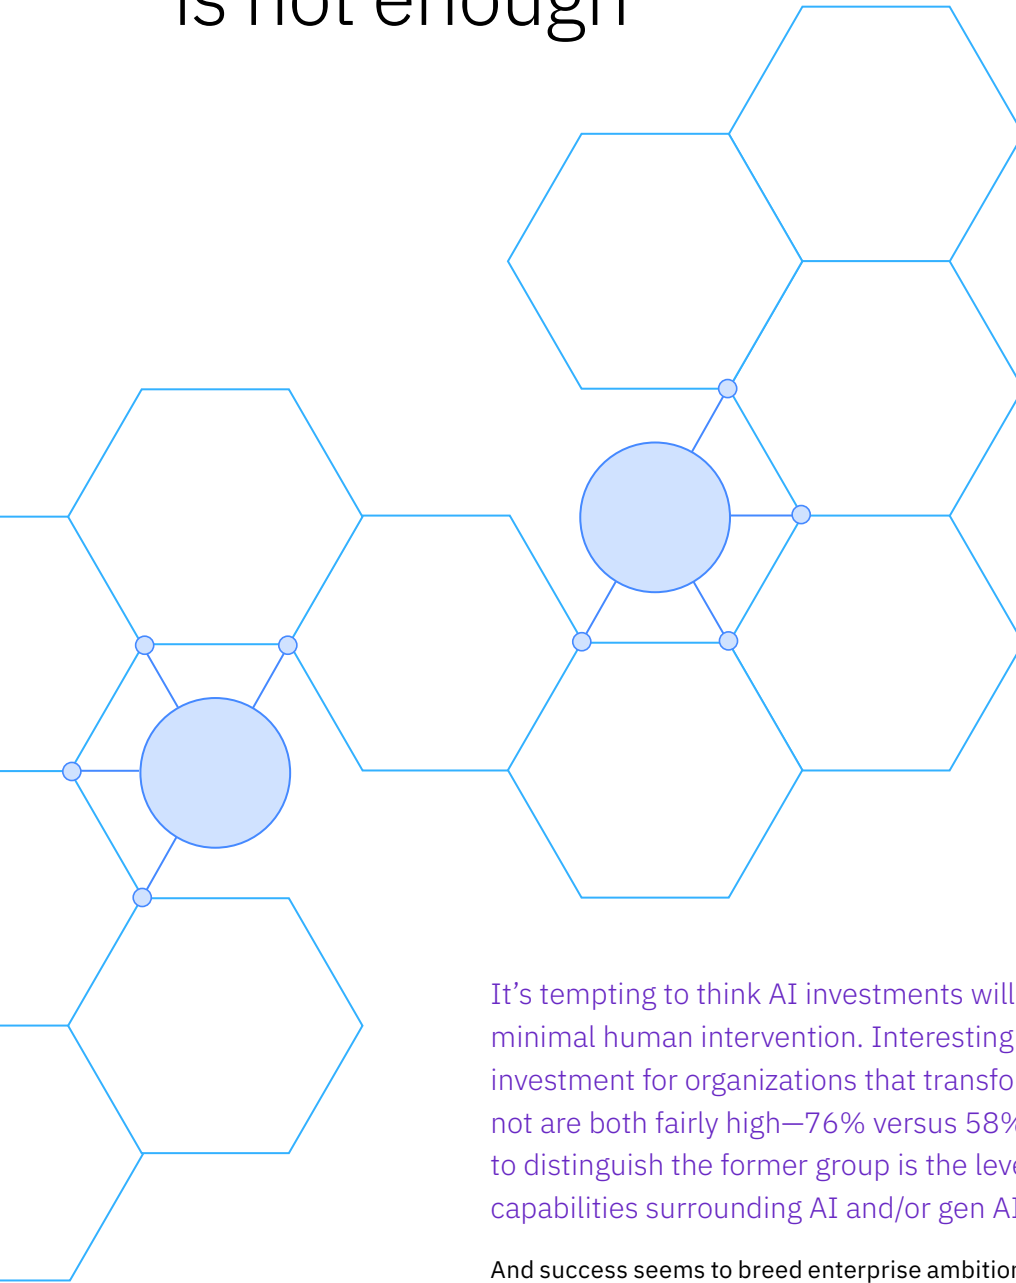 is not enough
It’s tempting to think AI investments will
minimal human intervention. Interesting
investment for organizations that transfo
not are both fairly high—76% versus 58%
to distinguish the former group is the leve
capabilities surrounding AI and/or gen AI
And success seems to breed enterprise ambition